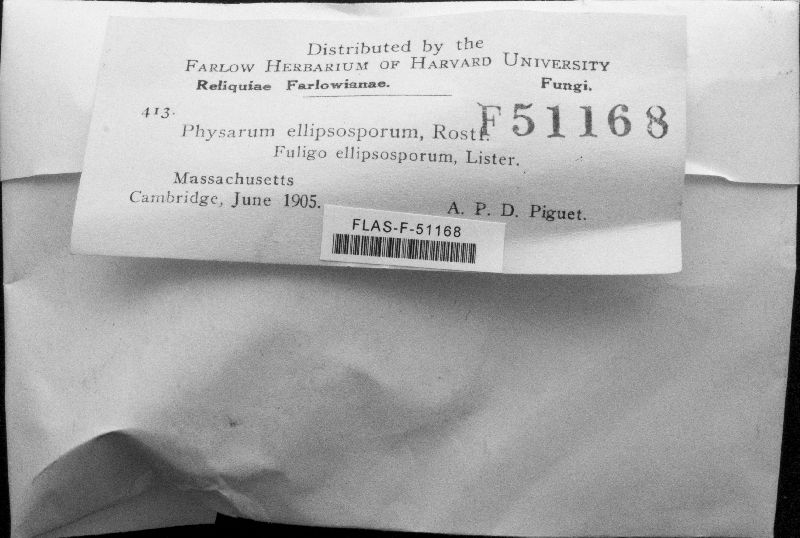 Distributed by the
FARLOW HERBARIUM OF HARVARD UNIVERSITY
Reliquiae Farlowianae. Fungi.
413. F51168
Physarum ellipsosporum, Rostf.
Fuligo ellipsosporum, Lister.
Massachusetts
Cambridge, June 1905. A. P. D. Piguet.
FLAS-F-51168